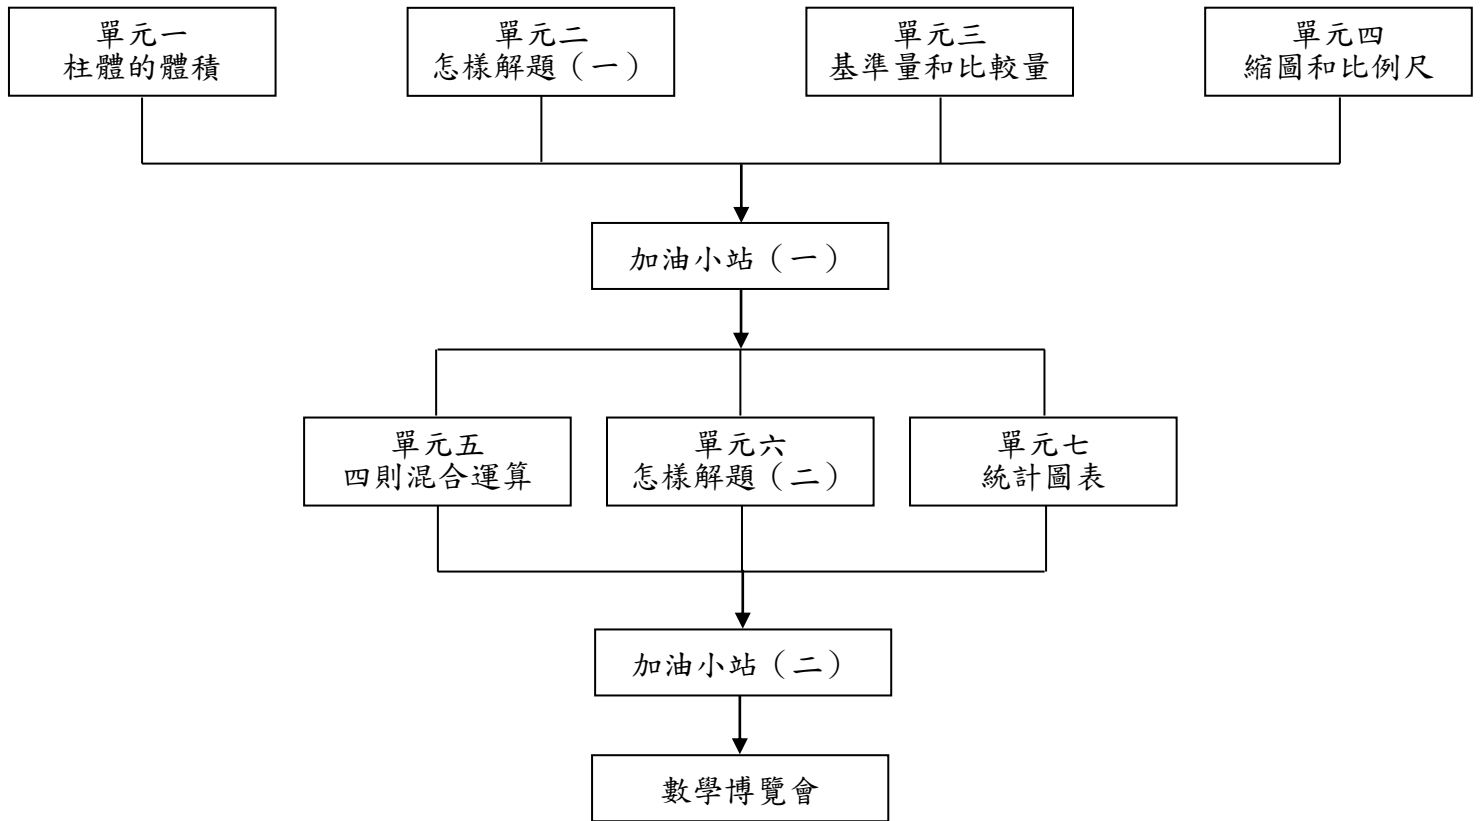 單元一
柱體的體積
單元二
怎樣解題（一）
單元三
基準量和比較量
單元四
縮圖和比例尺
加油小站（一）
單元五
四則混合運算
單元六
怎樣解題（二）
單元七
統計圖表
加油小站（二）
數學博覽會